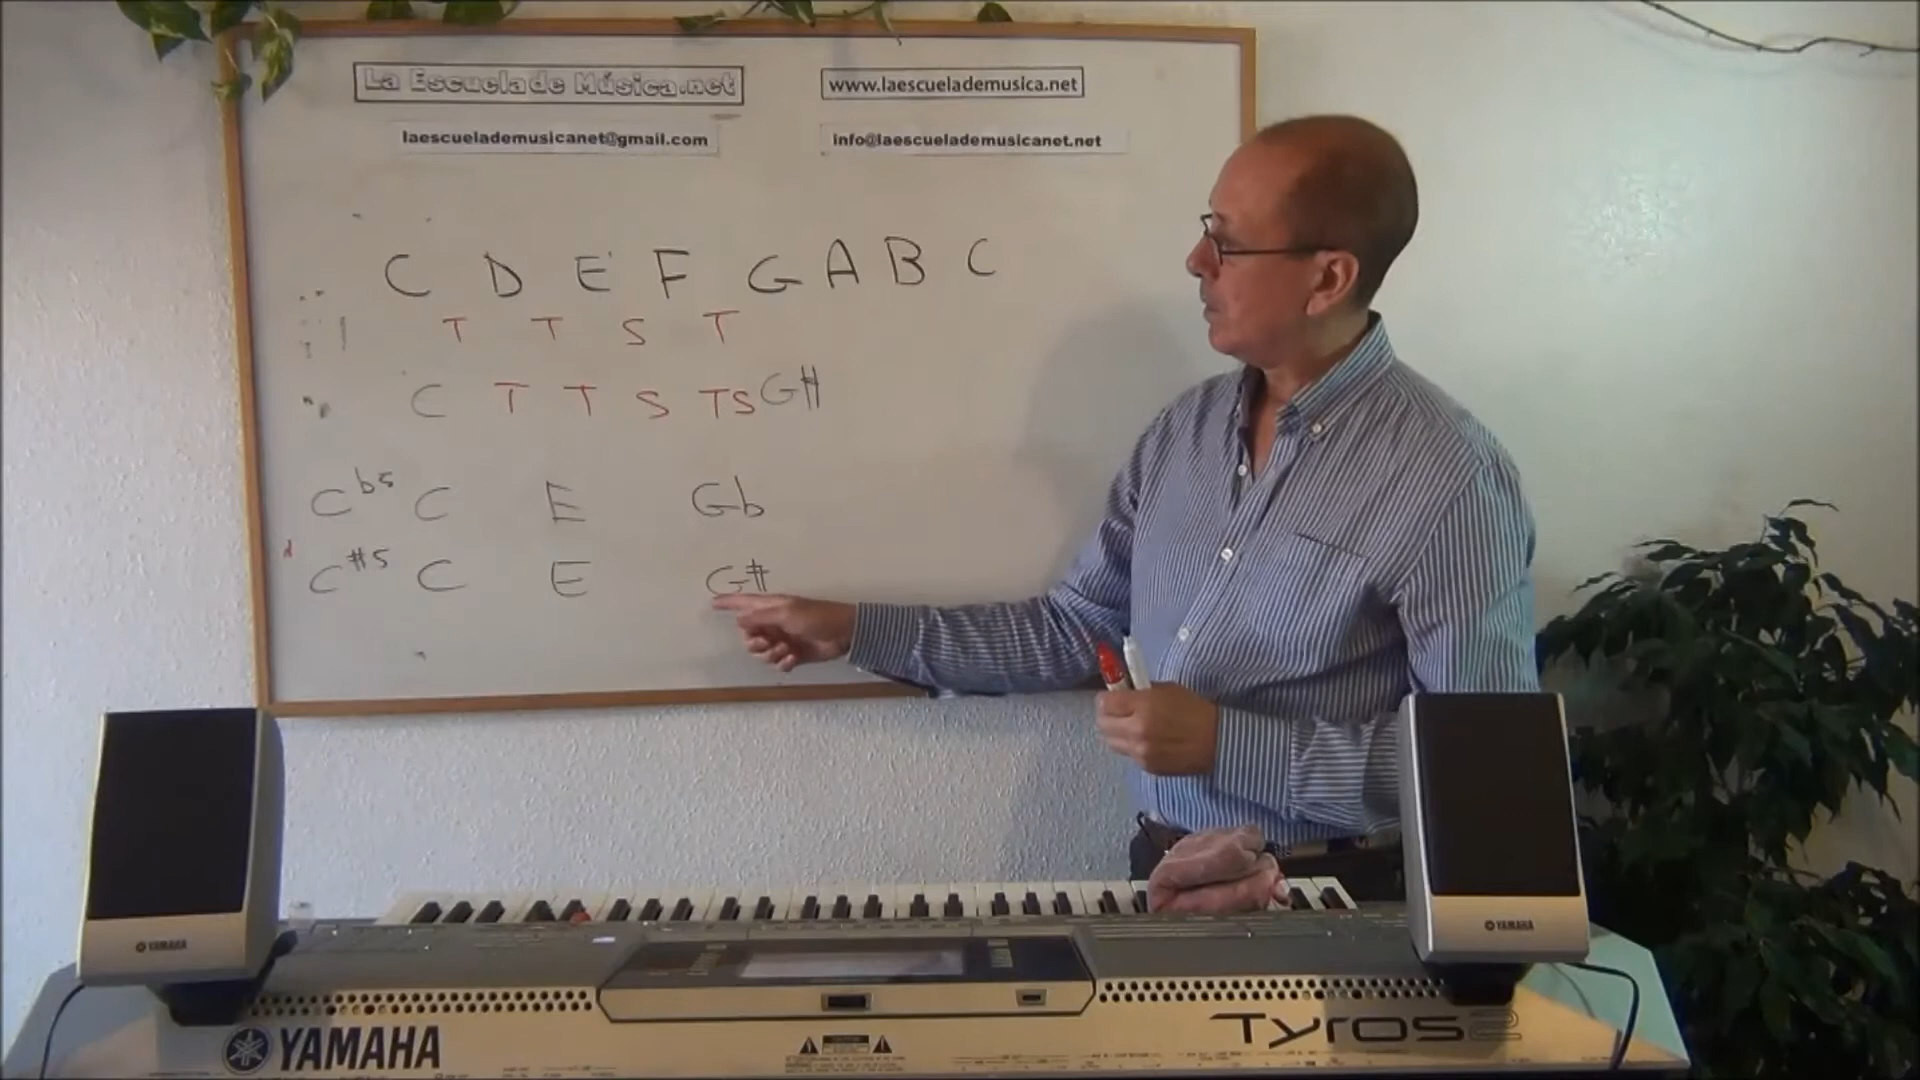 La Escuela de Música.net
www.laescuelademusica.net
laescuelademusicanet@gmail.com
info@laescuelademusicanet.net
C D E F G A B C
T T S T
C T T S TS G#
C b5 C E Gb
C #5 C E G#
YAMAHA
YAMAHA
YAMAHA
Tyros2